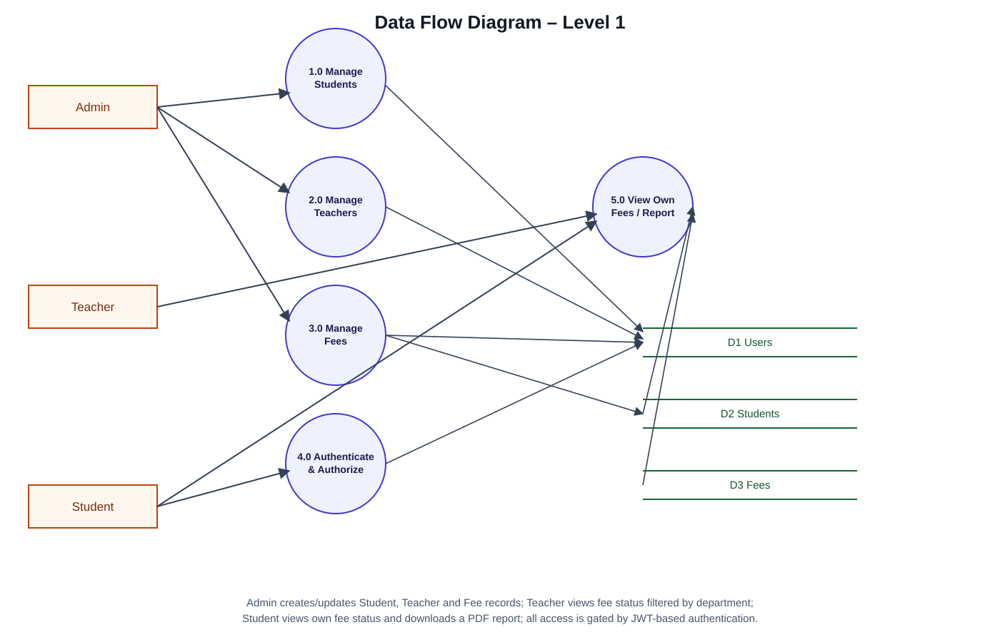 Data Flow Diagram – Level 1
Admin
Teacher
Student
1.0 Manage
Students
2.0 Manage
Teachers
3.0 Manage
Fees
4.0 Authenticate
& Authorize
5.0 View Own
Fees / Report
D1 Users
D2 Students
D3 Fees
Admin creates/updates Student, Teacher and Fee records; Teacher views fee status filtered by department;
Student views own fee status and downloads a PDF report; all access is gated by JWT-based authentication.